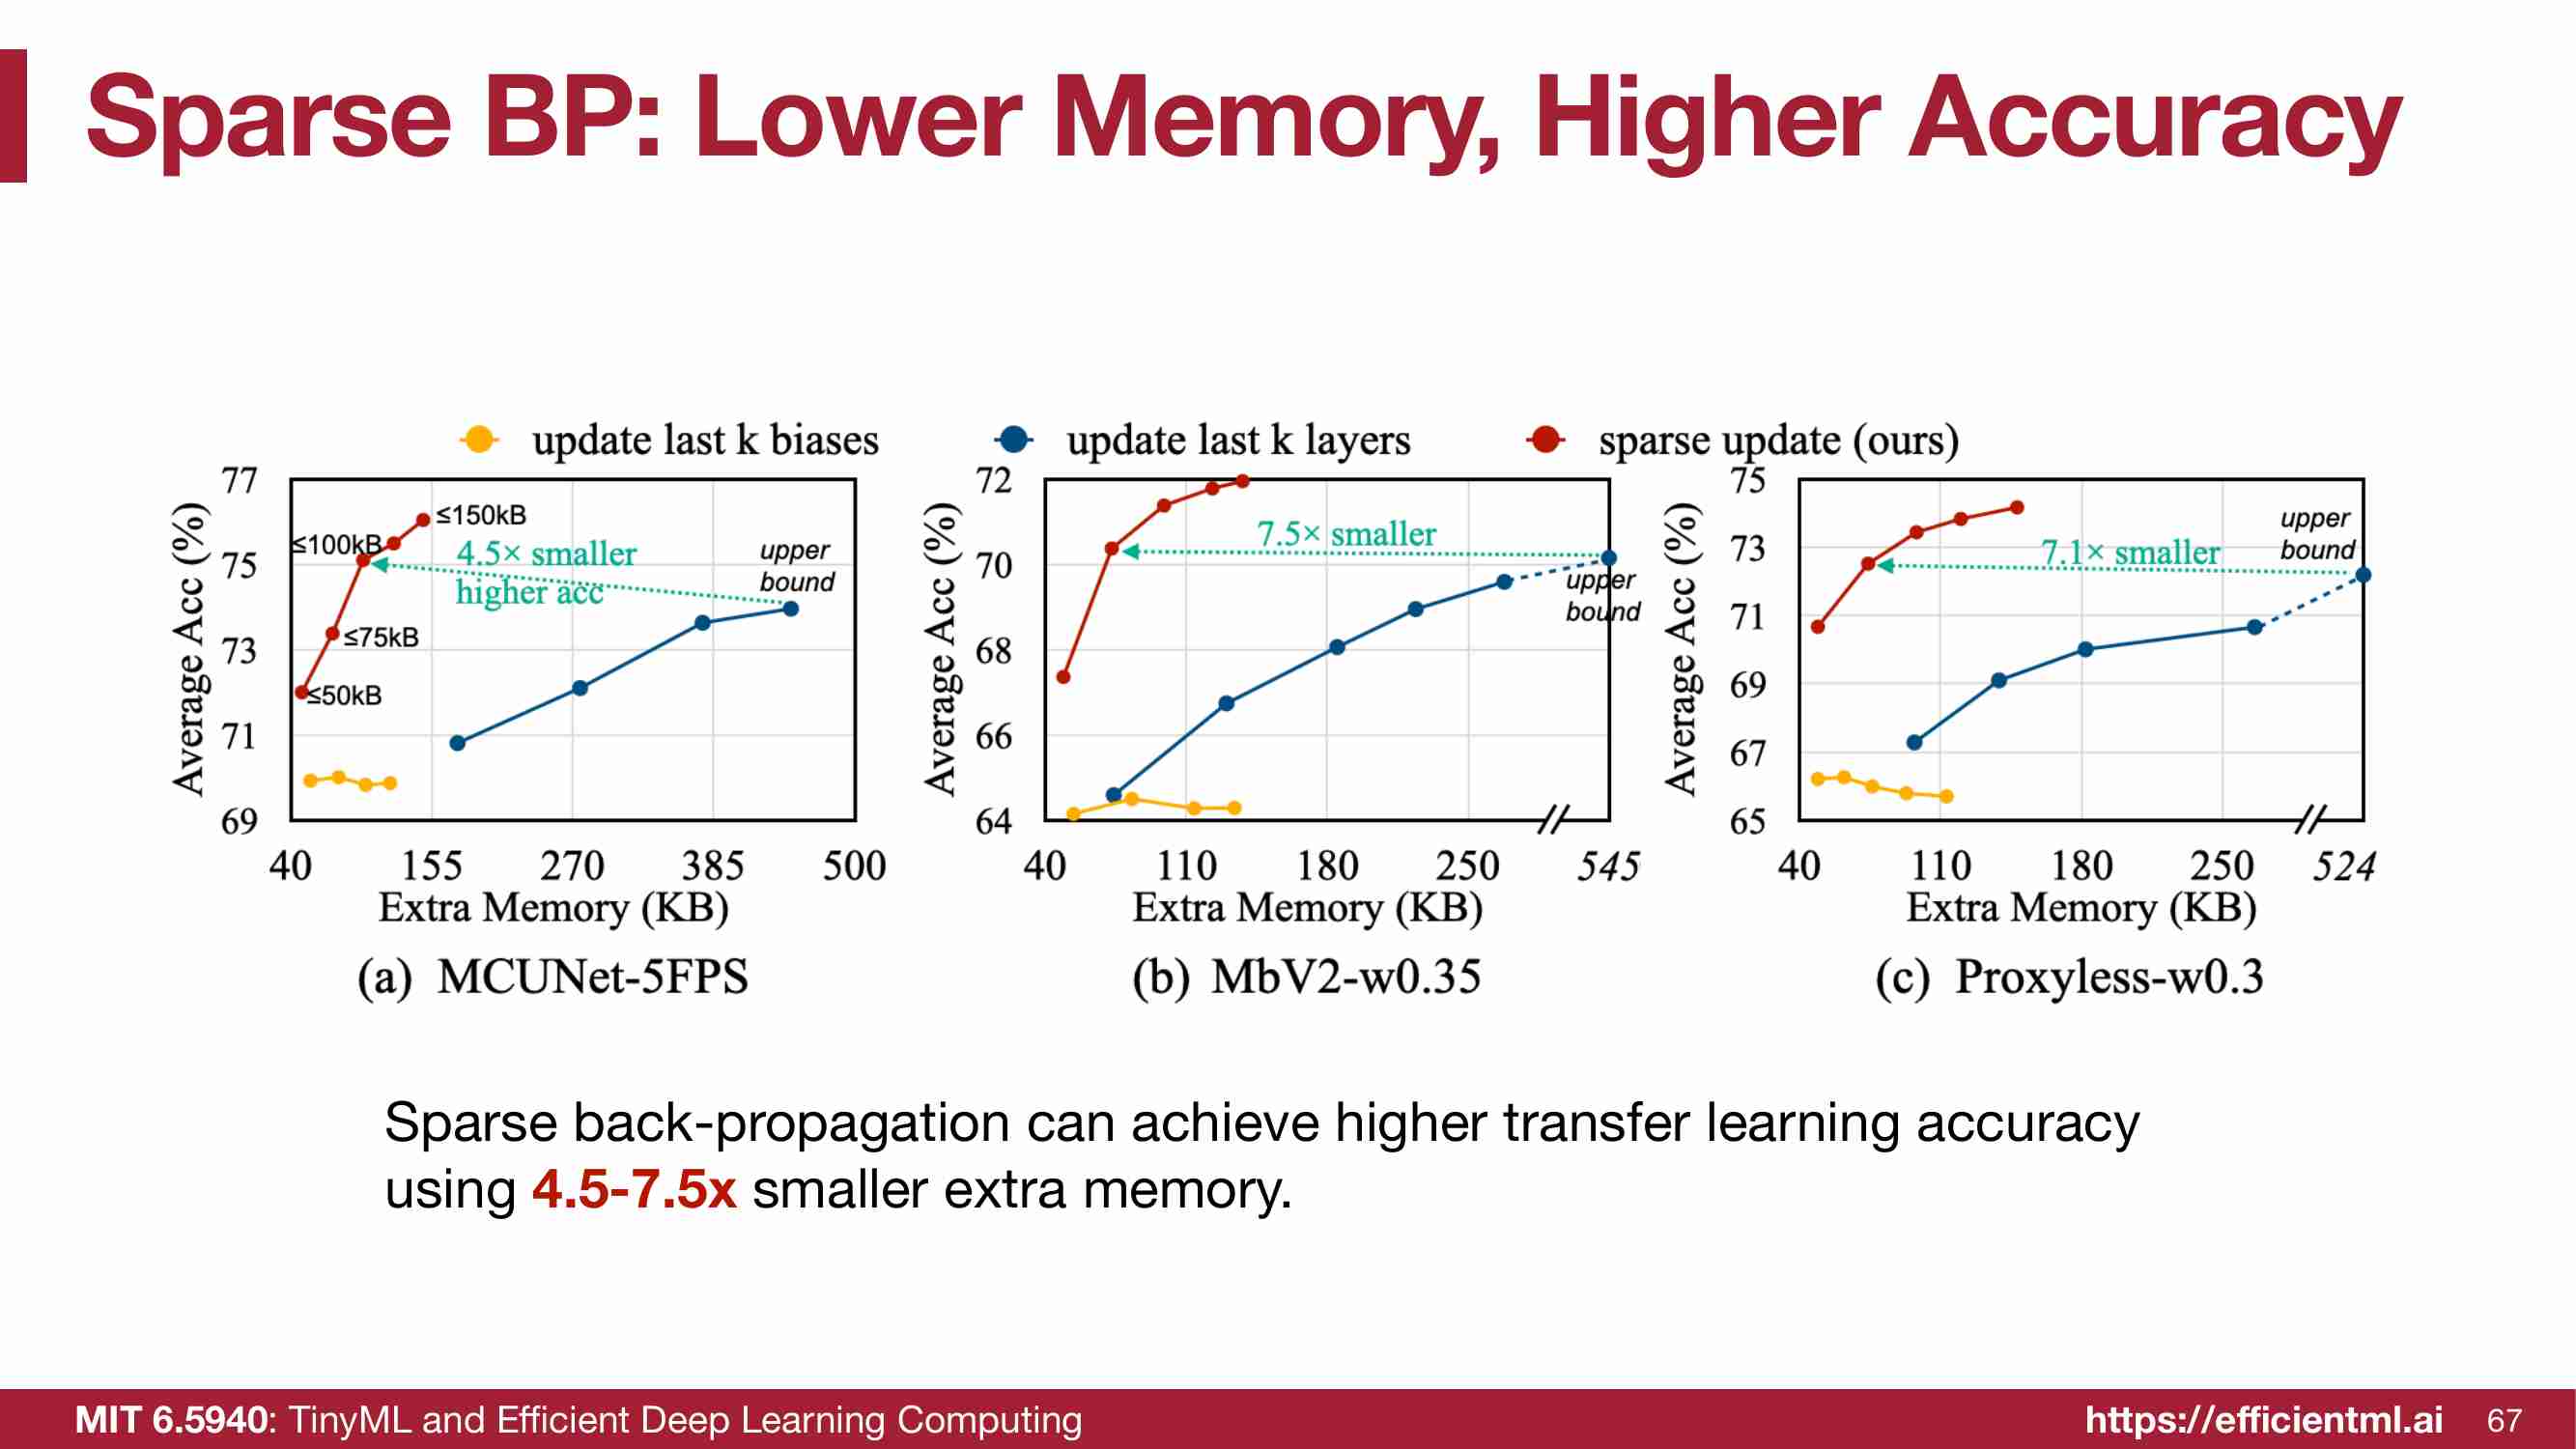 Sparse BP: Lower Memory, Higher Accuracy
update last k biases
update last k layers
sparse update (ours)
Average Acc (%)
77
75
73
71
69
≤150kB
≤100kB
≤75kB
≤50kB
4.5× smaller
higher acc
upper
bound
40 155 270 385 500
Extra Memory (KB)
(a) MCUNet-5FPS
Average Acc (%)
72
70
68
66
64
7.5× smaller
upper
bound
40 110 180 250 545
Extra Memory (KB)
(b) MbV2-w0.35
Average Acc (%)
75
73
71
69
67
65
7.1× smaller
upper
bound
40 110 180 250 524
Extra Memory (KB)
(c) Proxyless-w0.3
Sparse back-propagation can achieve higher transfer learning accuracy
using 4.5-7.5x smaller extra memory.
MIT 6.5940: TinyML and Efficient Deep Learning Computing
https://efficientml.ai 67